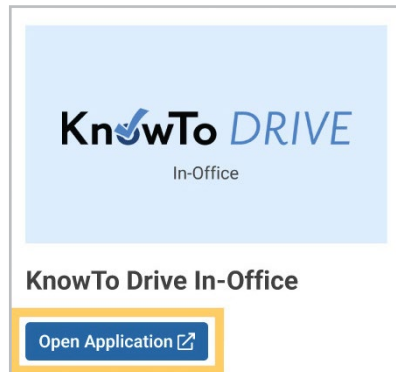 KnowTo DRIVE
In-Office
KnowTo Drive In-Office
Open Application